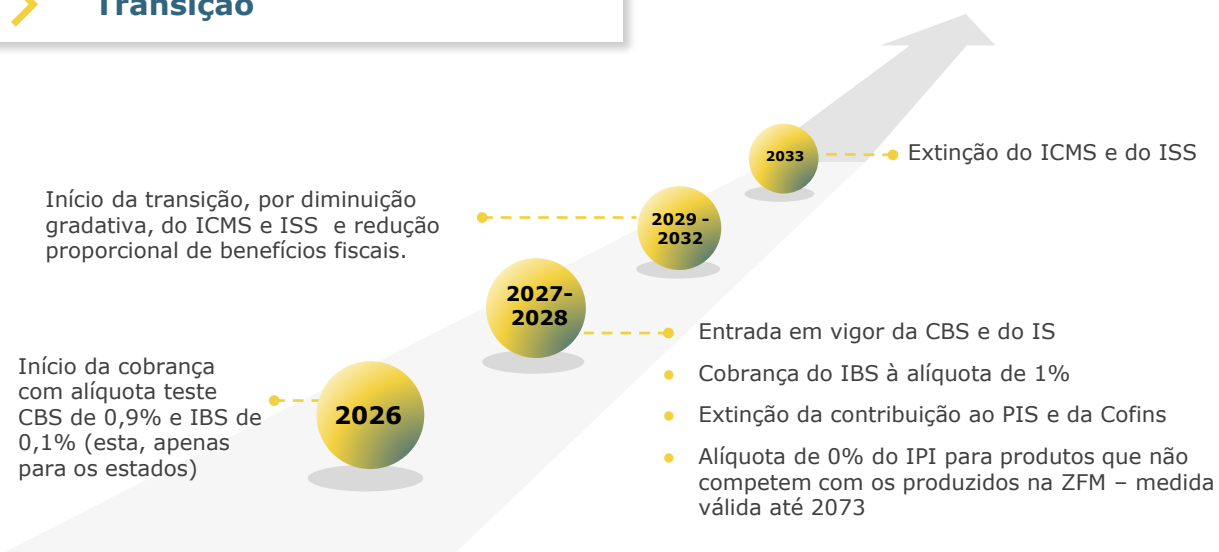 Transição
2033
Extinção do ICMS e do ISS
Início da transição, por diminuição
gradativa, do ICMS e ISS e redução
proporcional de benefícios fiscais.
2029 -
2032
2027-
2028
Entrada em vigor da CBS e do IS
Cobrança do IBS à alíquota de 1%
Extinção da contribuição ao PIS e da Cofins
Alíquota de 0% do IPI para produtos que não
competem com os produzidos na ZFM – medida
válida até 2073
Início da cobrança
com alíquota teste
CBS de 0,9% e IBS de
0,1% (esta, apenas
para os estados)
2026